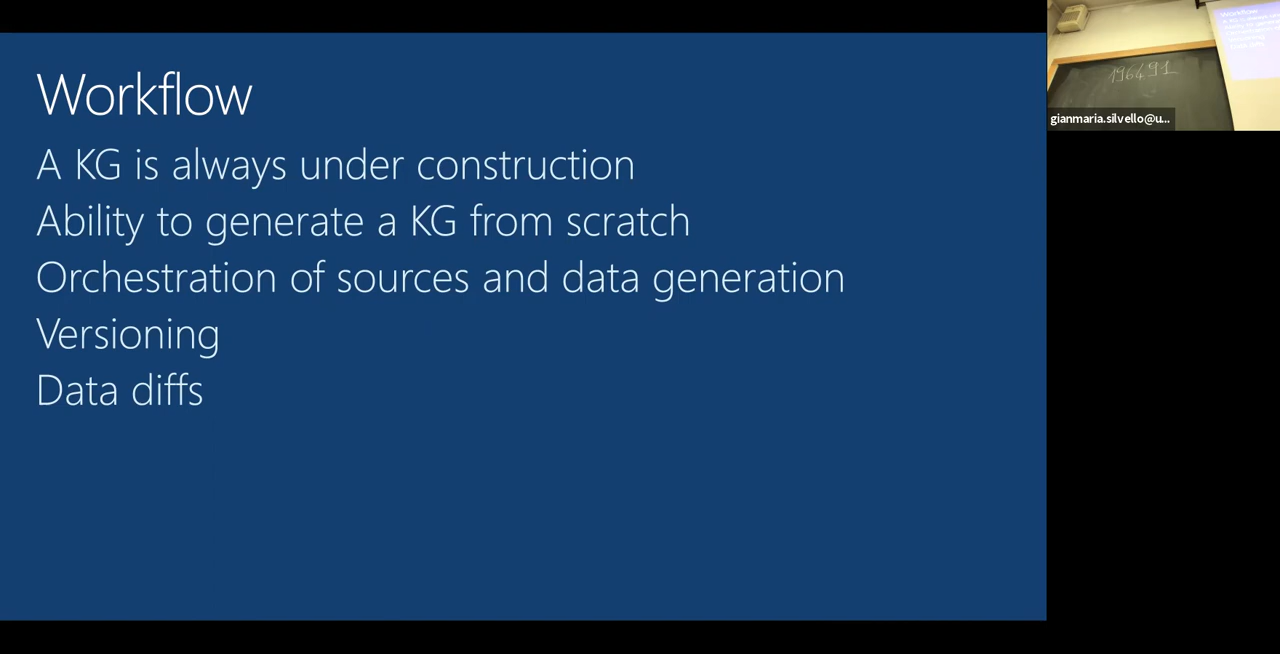 Workflow
A KG is always under construction
Ability to generate a KG from scratch
Orchestration of sources and data generation
Versioning
Data diffs
196491
gianmaria.silvello@u...